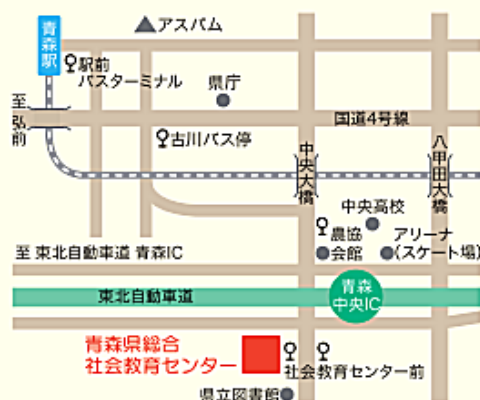 アスパム
青森駅
駅前
バスターミナル
県庁
至弘前
国道4号線
古川バス停
中央大橋
八甲田大橋
中央高校
農協
会館
アリーナ
(スケート場)
至 東北自動車道 青森IC
東北自動車道
青森
中央IC
青森県総合
社会教育センター
社会教育センター前
県立図書館